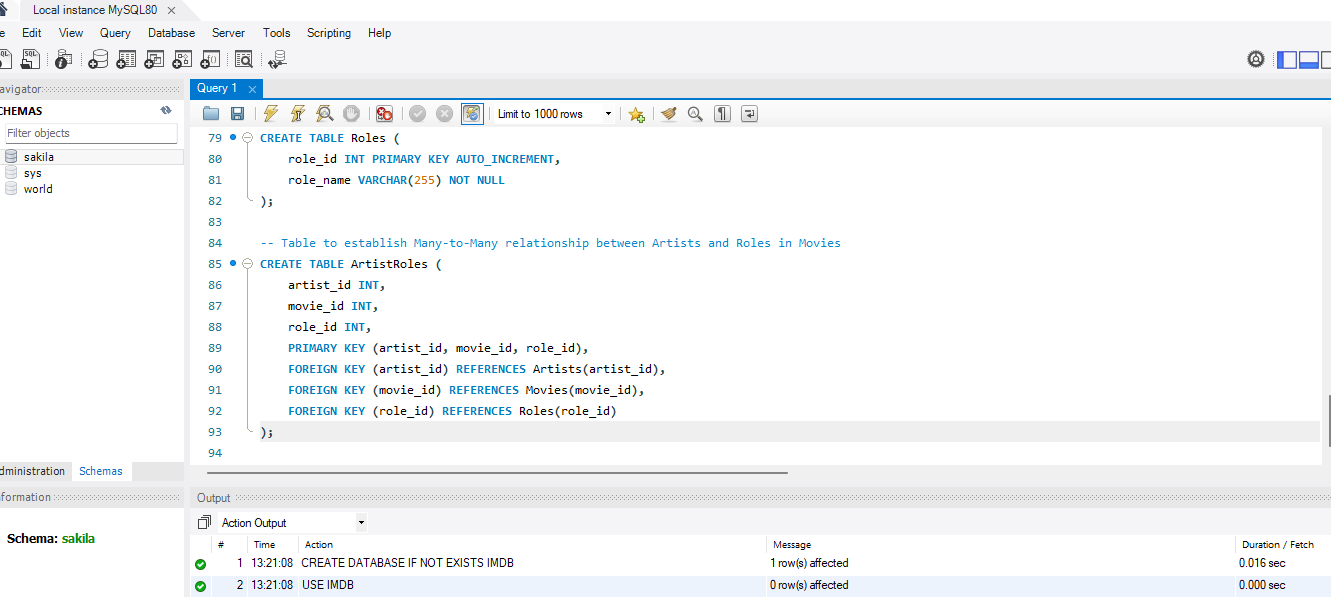 Local instance MySQL80
Edit View Query Database Server Tools Scripting Help
avigator
Query 1
CHEMAS
Filter objects
sakila
sys
world
Limit to 1000 rows
79 CREATE TABLE Roles (
80 role_id INT PRIMARY KEY AUTO_INCREMENT,
81 role_name VARCHAR(255) NOT NULL
82 );
83
84 -- Table to establish Many-to-Many relationship between Artists and Roles in Movies
85 CREATE TABLE ArtistRoles (
86 artist_id INT,
87 movie_id INT,
88 role_id INT,
89 PRIMARY KEY (artist_id, movie_id, role_id),
90 FOREIGN KEY (artist_id) REFERENCES Artists(artist_id),
91 FOREIGN KEY (movie_id) REFERENCES Movies(movie_id),
92 FOREIGN KEY (role_id) REFERENCES Roles(role_id)
93 );
94
dministration Schemas
formation
Schema: sakila
Output
Action Output
# Time Action Message Duration / Fetch
1 13:21:08 CREATE DATABASE IF NOT EXISTS IMDB 1 row(s) affected 0.016 sec
2 13:21:08 USE IMDB 0 row(s) affected 0.000 sec